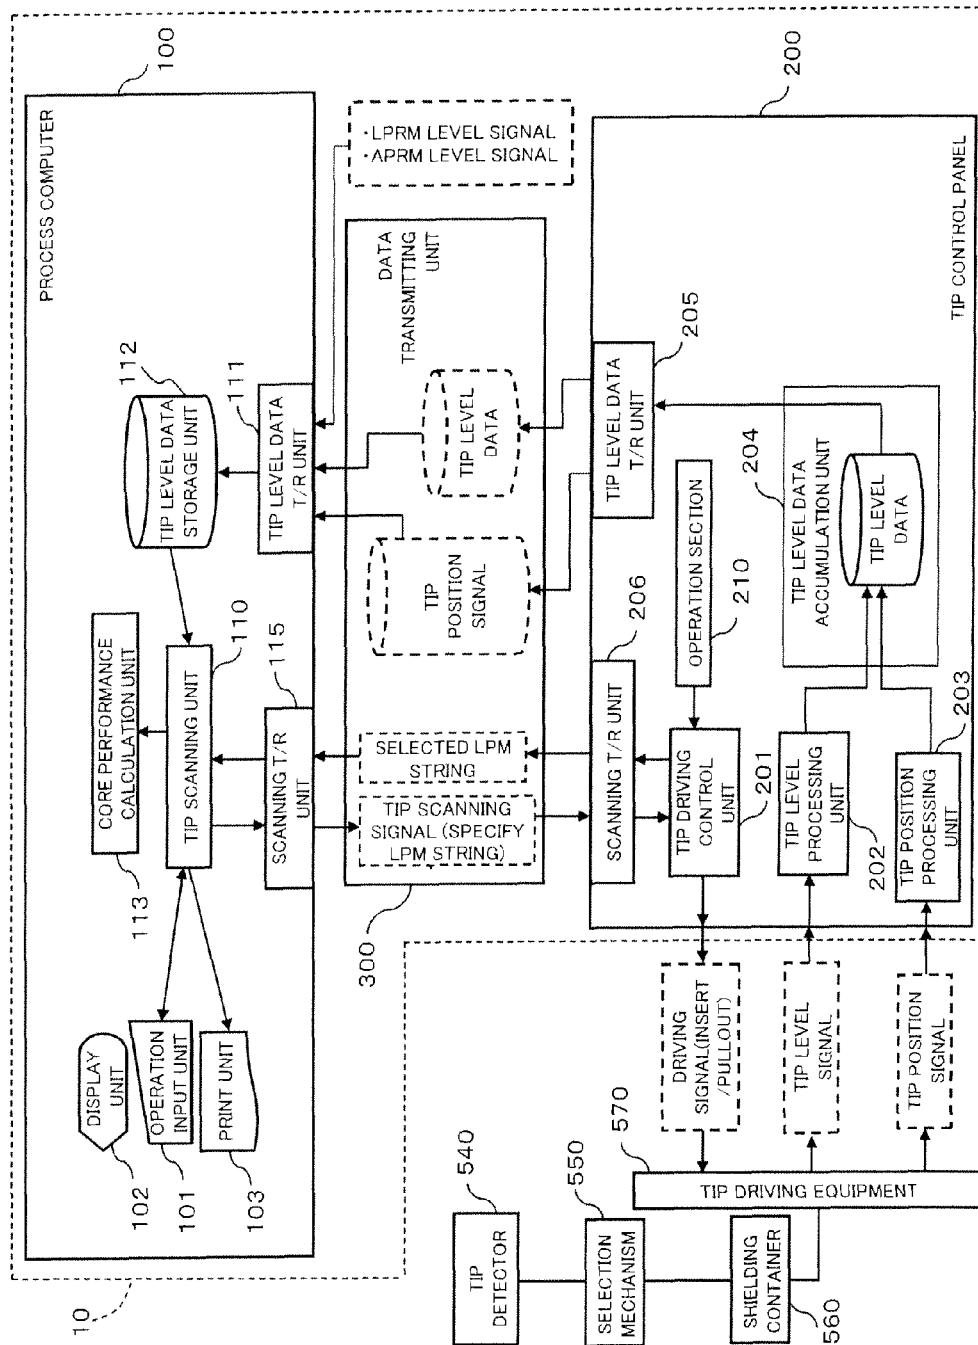 10
PROCESS COMPUTER
100
DISPLAY
UNIT
102
OPERATION
INPUT UNIT
101
PRINT UNIT
103
CORE PERFORMANCE
CALCULATION UNIT
113
TIP SCANNING UNIT
110
TIP LEVEL DATA
STORAGE UNIT
112
SCANNING T/R
UNIT
115
TIP LEVEL DATA
T/R UNIT
111
・LPRM LEVEL SIGNAL
・APRM LEVEL SIGNAL
300
DATA
TRANSMITTING
UNIT
SELECTED LPM
STRING
TIP SCANNING
SIGNAL (SPECIFY
LPM STRING)
TIP
POSITION
SIGNAL
TIP LEVEL
DATA
200
TIP CONTROL PANEL
SCANNING T/R UNIT
206
TIP LEVEL DATA
T/R UNIT
205
OPERATION SECTION
210
TIP DRIVING
CONTROL
UNIT
201
TIP LEVEL
PROCESSING
UNIT
202
TIP POSITION
PROCESSING
UNIT
203
TIP LEVEL DATA
ACCUMULATION UNIT
204
TIP LEVEL
DATA
DRIVING
SIGNAL(INSERT
/PULLOUT)
TIP LEVEL
SIGNAL
TIP POSITION
SIGNAL
570
TIP DRIVING EQUIPMENT
TIP
DETECTOR
540
SELECTION
MECHANISM
550
SHIELDING
CONTAINER
560